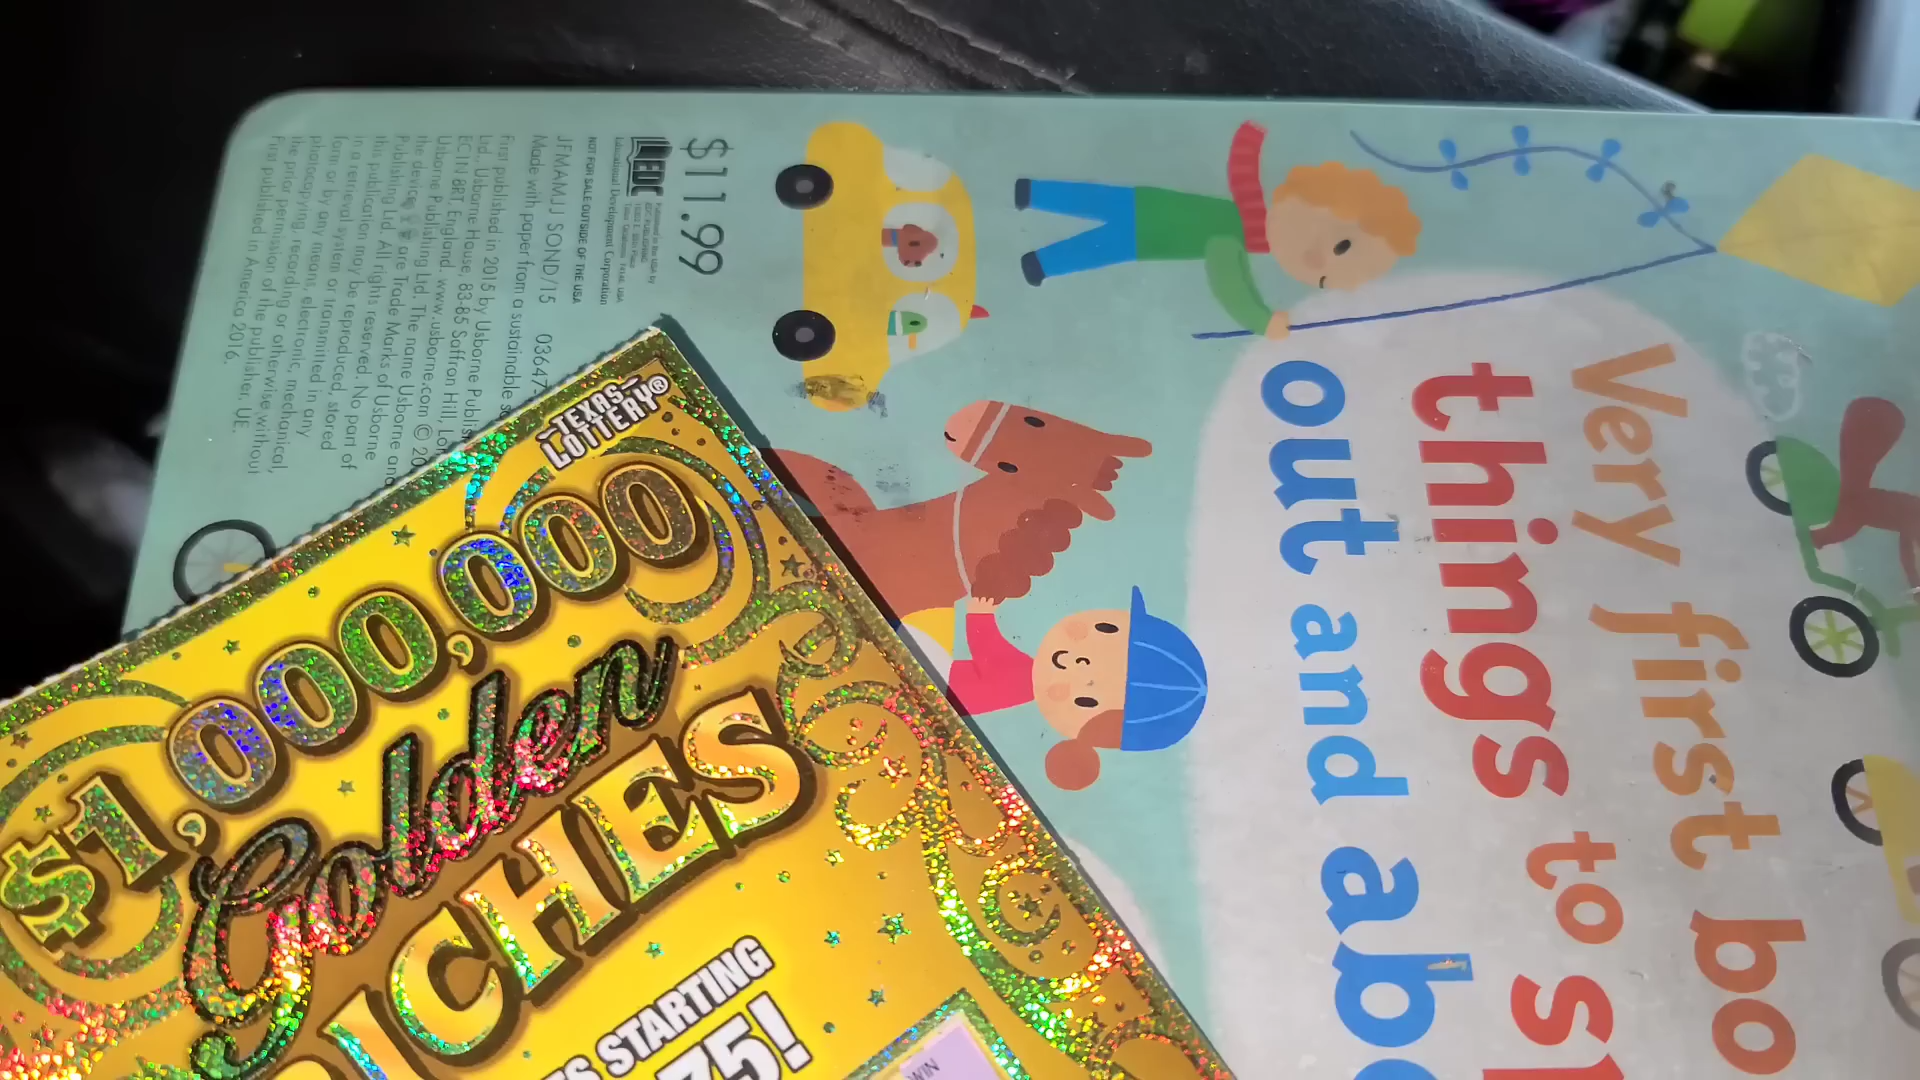 TEXAS
LOTTERY®
$1,000,000
Golden
RICHES
STARTING
75!
WIN
Very first bo
things to s
out and abo
$11.99
EDC
Educational Development Corporation
NOT FOR SALE OUTSIDE OF THE USA
JFMAMJJ SOND/15 03647
Made with paper from a sustainable
First published in 2015 by Usborne Publis
Ltd., Usborne House, 83-85 Saffron Hill, Lo
EC1N 8RT, England. www.usborne.com © 20
Usborne Publishing Ltd. The name Usborne and
the devices are Trade Marks of Usborne
Publishing Ltd. All rights reserved. No part of
this publication may be reproduced, stored
in a retrieval system or transmitted in any
form or by any means, electronic, mechanical,
photocopying, recording or otherwise without
the prior permission of the publisher. UE.
First published in America 2016.